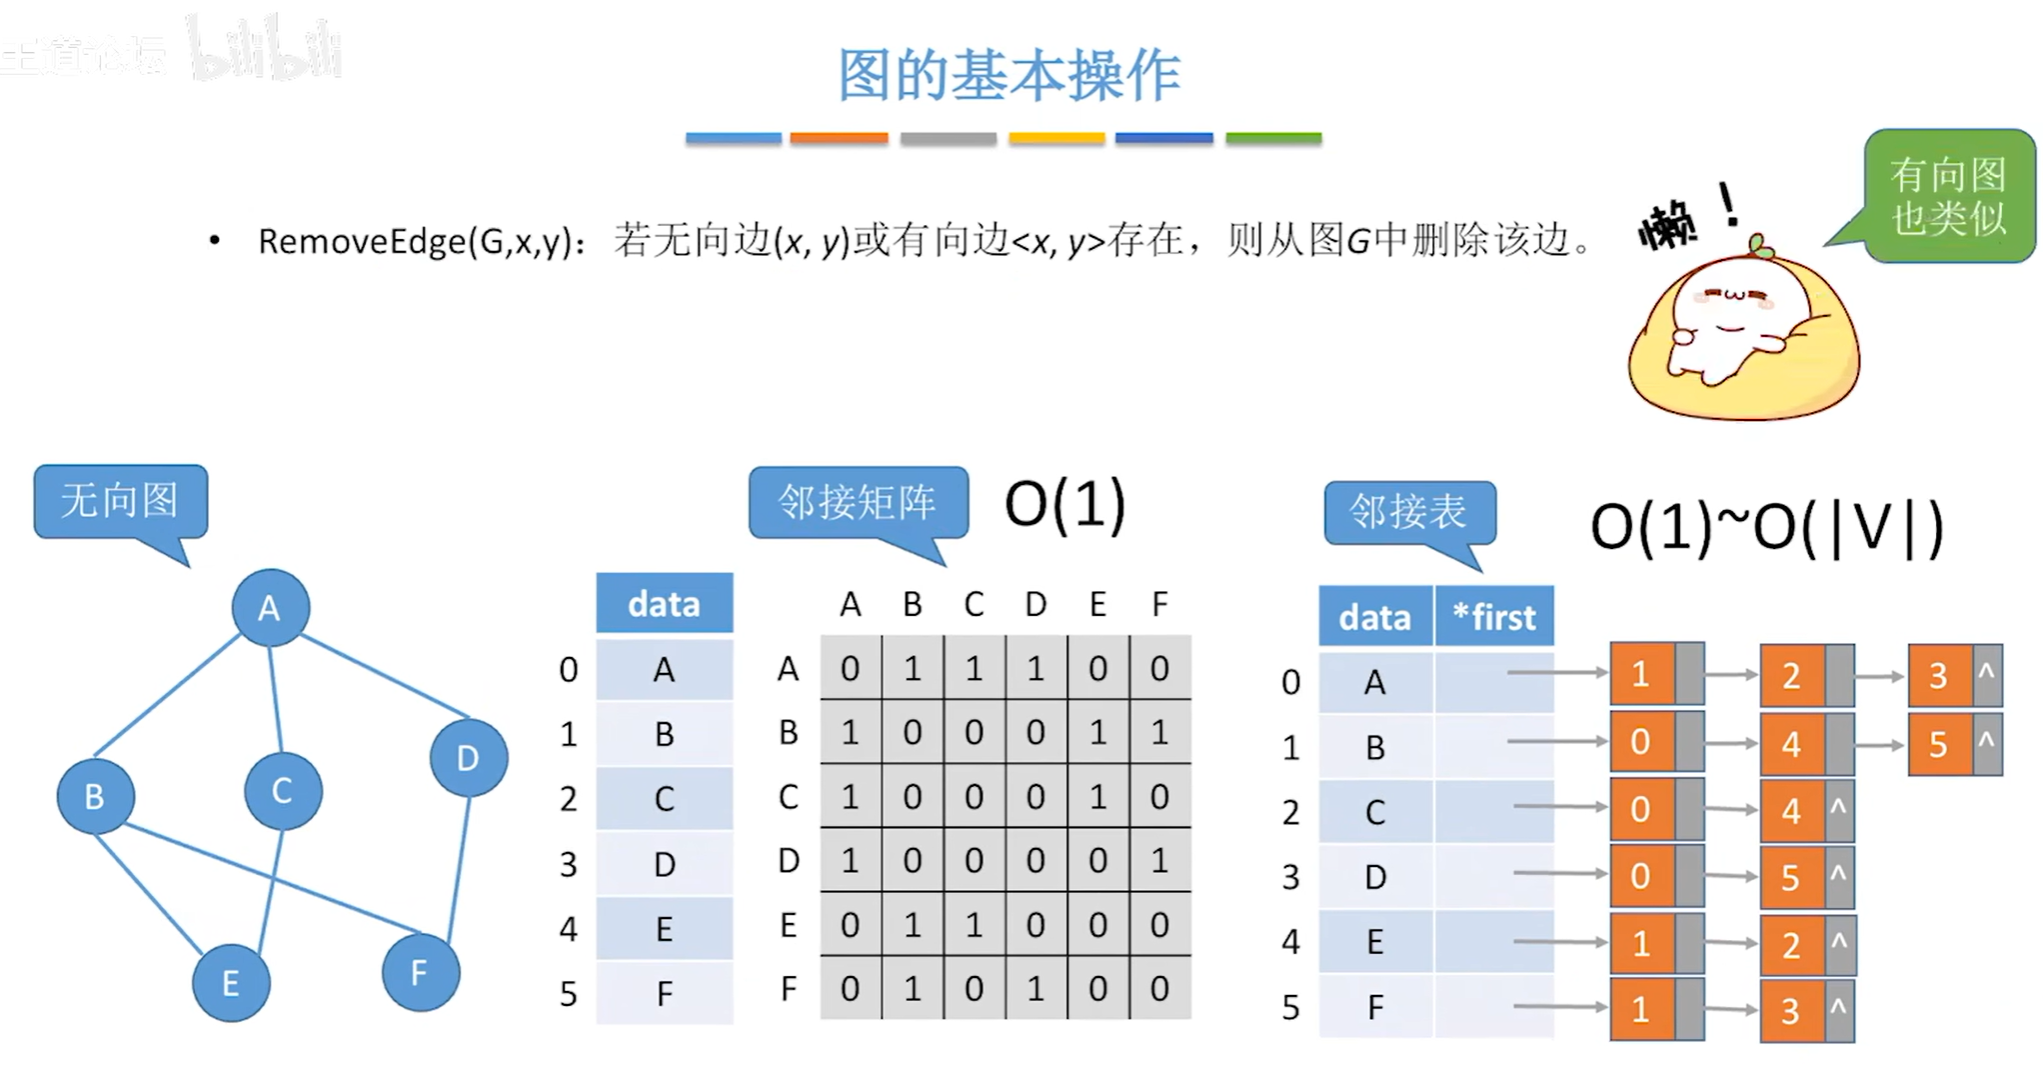 王道论坛 bilibili
图的基本操作
有向图
也类似
懒！
• RemoveEdge(G,x,y)：若无向边(x, y)或有向边<x, y>存在，则从图G中删除该边。
无向图
A
B
C
D
E
F
邻接矩阵 O(1)
data
0 A
1 B
2 C
3 D
4 E
5 F
A B C D E F
A 0 1 1 1 0 0
B 1 0 0 0 1 1
C 1 0 0 0 1 0
D 1 0 0 0 0 1
E 0 1 1 0 0 0
F 0 1 0 1 0 0
邻接表 O(1)~O(|V|)
data *first
0 A 1 2 3 ^
1 B 0 4 5 ^
2 C 0 4 ^
3 D 0 5 ^
4 E 1 2 ^
5 F 1 3 ^